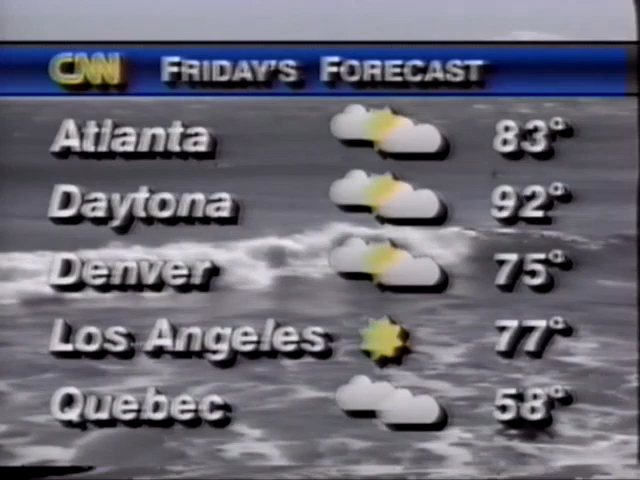 CNN FRIDAY'S FORECAST
Atlanta 83°
Daytona 92°
Denver 75°
Los Angeles 77°
Quebec 58°